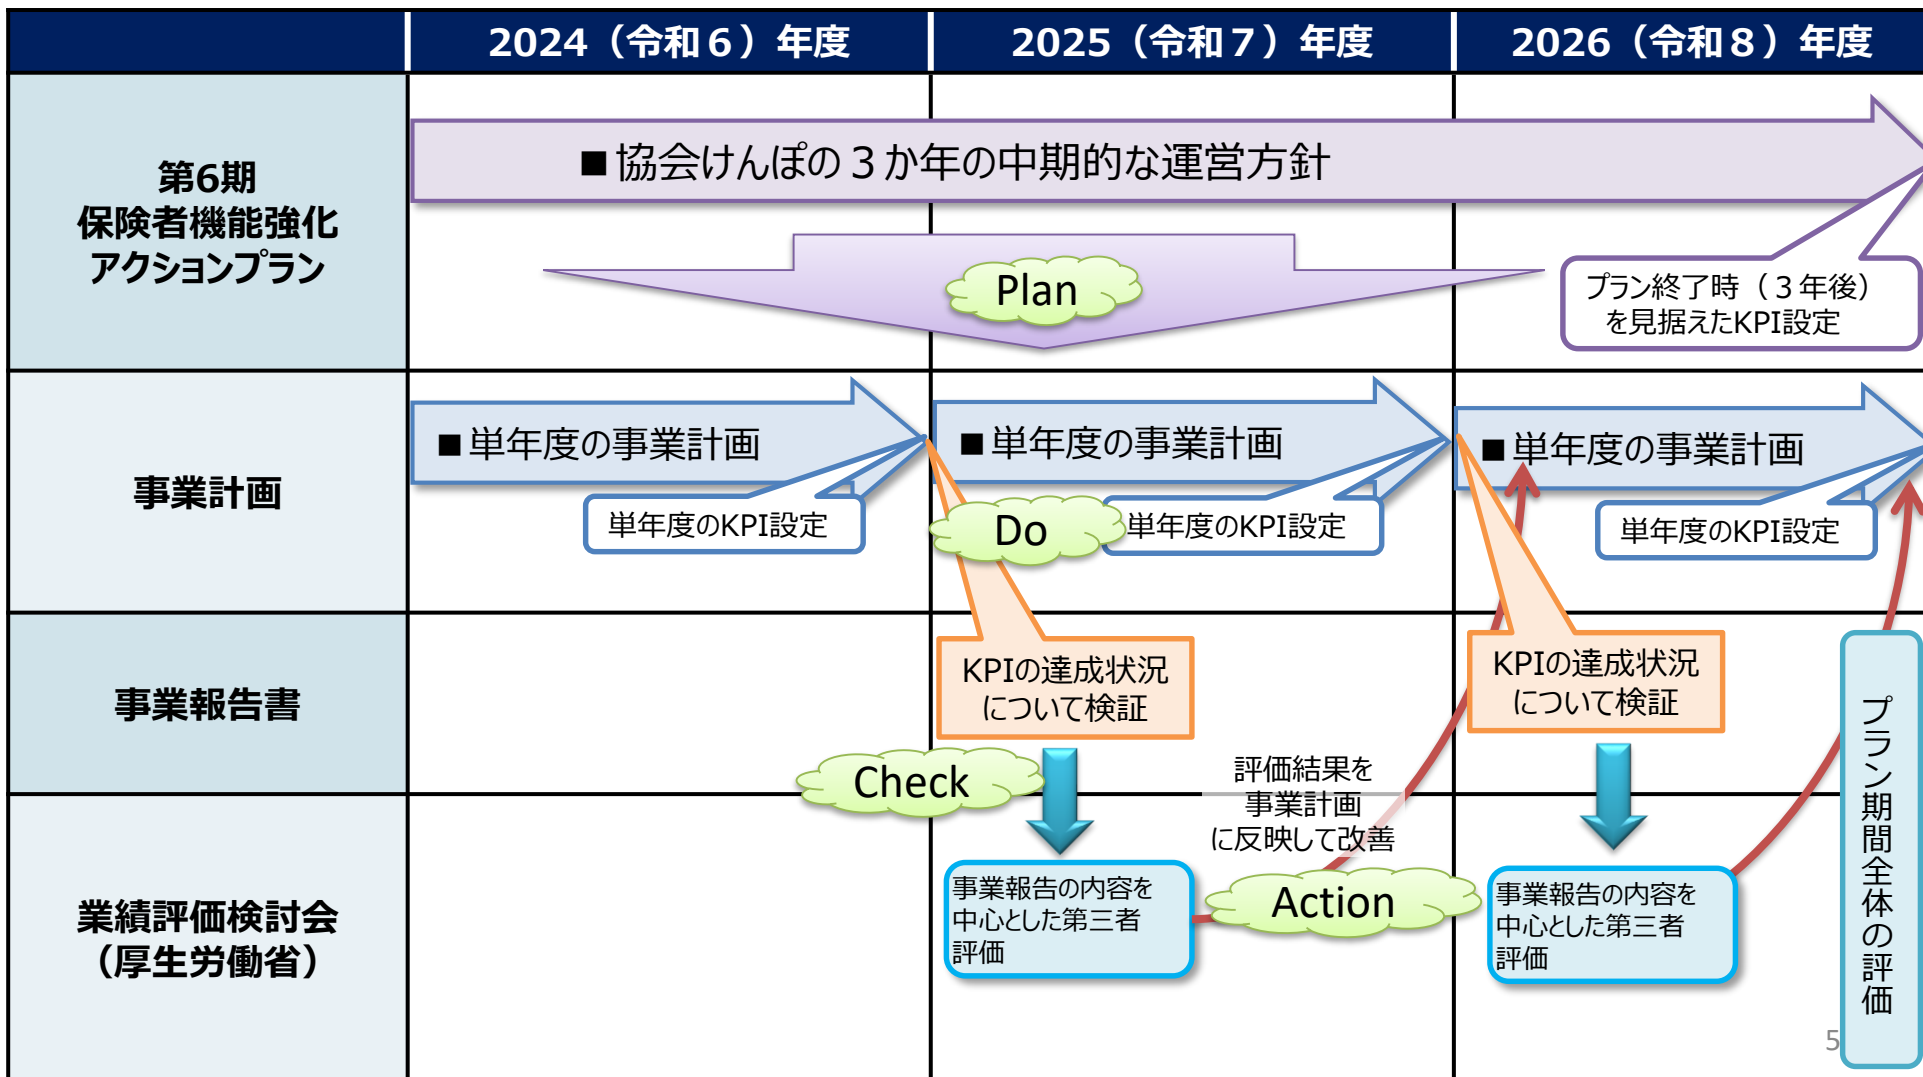 2024（令和６）年度
2025（令和７）年度
2026（令和８）年度
第6期
保険者機能強化
アクションプラン
■協会けんぽの３か年の中期的な運営方針
Plan
プラン終了時（３年後）
を見据えたKPI設定
事業計画
■単年度の事業計画
単年度のKPI設定
■単年度の事業計画
単年度のKPI設定
Do
■単年度の事業計画
単年度のKPI設定
事業報告書
KPIの達成状況
について検証
KPIの達成状況
について検証
Check
評価結果を
事業計画
に反映して改善
プラン期間全体の評価
業績評価検討会
（厚生労働省）
事業報告の内容を
中心とした第三者
評価
Action
事業報告の内容を
中心とした第三者
評価
5